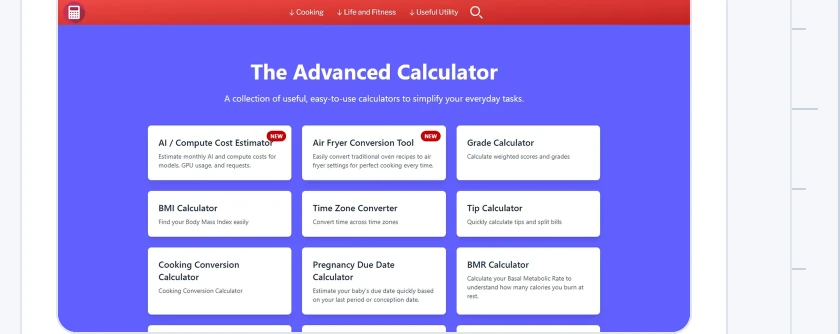 ↓ Cooking ↓ Life and Fitness ↓ Useful Utility
The Advanced Calculator
A collection of useful, easy-to-use calculators to simplify your everyday tasks.
AI / Compute Cost Estimator NEW
Estimate monthly AI and compute costs for
models, GPU usage, and requests.
Air Fryer Conversion Tool NEW
Easily convert traditional oven recipes to air
fryer settings for perfect cooking every time.
Grade Calculator
Calculate weighted scores and grades
BMI Calculator
Find your Body Mass Index easily
Time Zone Converter
Convert time across time zones
Tip Calculator
Quickly calculate tips and split bills
Cooking Conversion
Calculator
Cooking Conversion Calculator
Pregnancy Due Date
Calculator
Estimate your baby's due date quickly based
on your last period or conception date.
BMR Calculator
Calculate your Basal Metabolic Rate to
understand how many calories you burn at
rest.